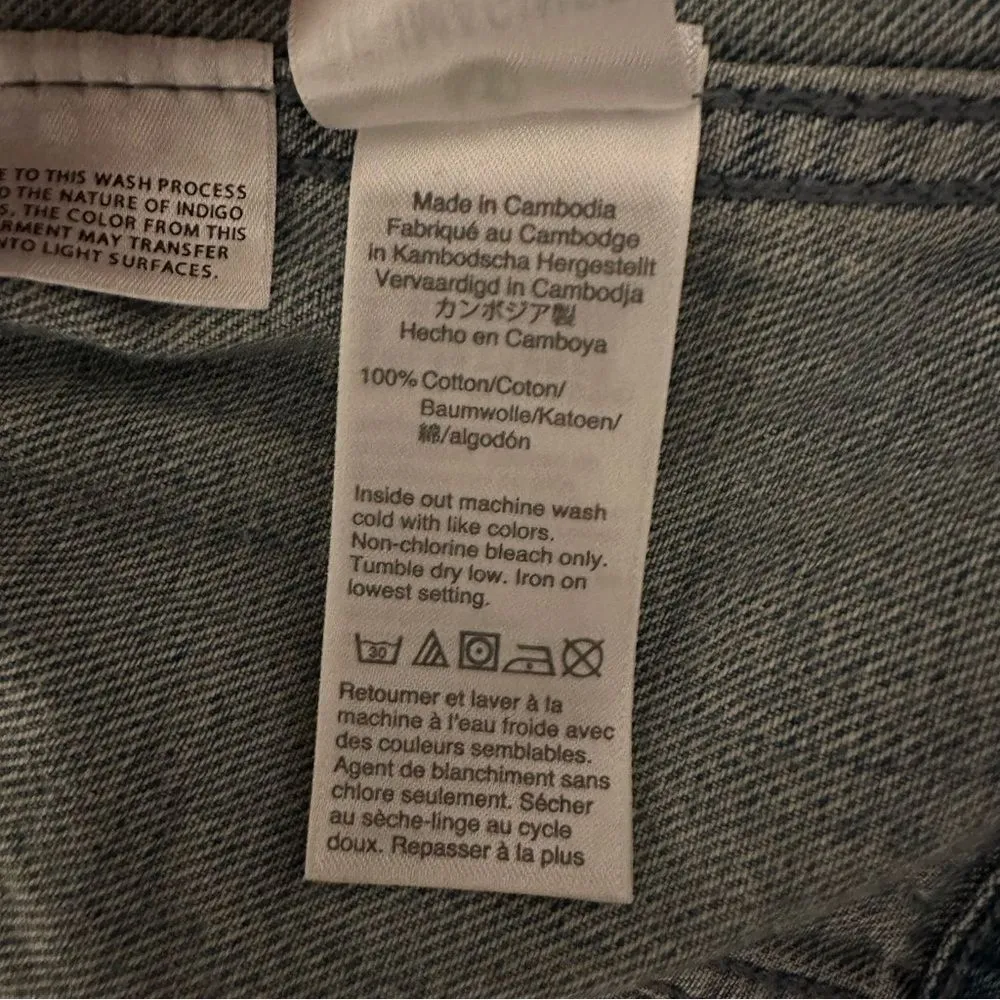 E TO THIS WASH PROCESS
D THE NATURE OF INDIGO
S, THE COLOR FROM THIS
RMENT MAY TRANSFER
NTO LIGHT SURFACES.
Made in Cambodia
Fabriqué au Cambodge
in Kambodscha Hergestellt
Vervaardigd in Cambodja
カンボジア製
Hecho en Camboya
100% Cotton/Coton/
Baumwolle/Katoen/
綿/algodón
Inside out machine wash
cold with like colors.
Non-chlorine bleach only.
Tumble dry low. Iron on
lowest setting.
30
Retourner et laver à la
machine à l'eau froide avec
des couleurs semblables.
Agent de blanchiment sans
chlore seulement. Sécher
au sèche-linge au cycle
doux. Repasser à la plus